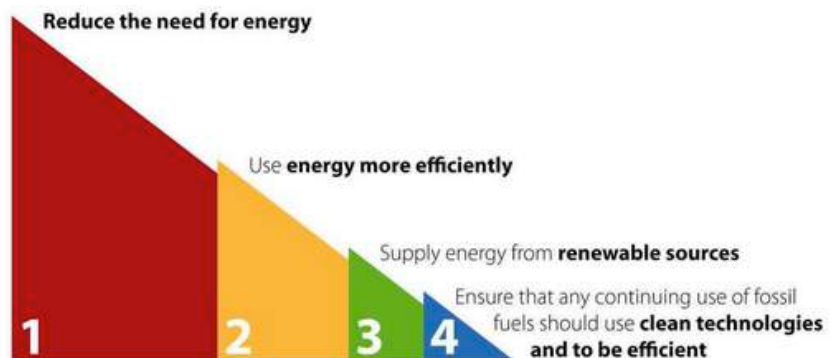 Reduce the need for energy
Use energy more efficiently
Supply energy from renewable sources
Ensure that any continuing use of fossil
fuels should use clean technologies
and to be efficient
1 2 3 4